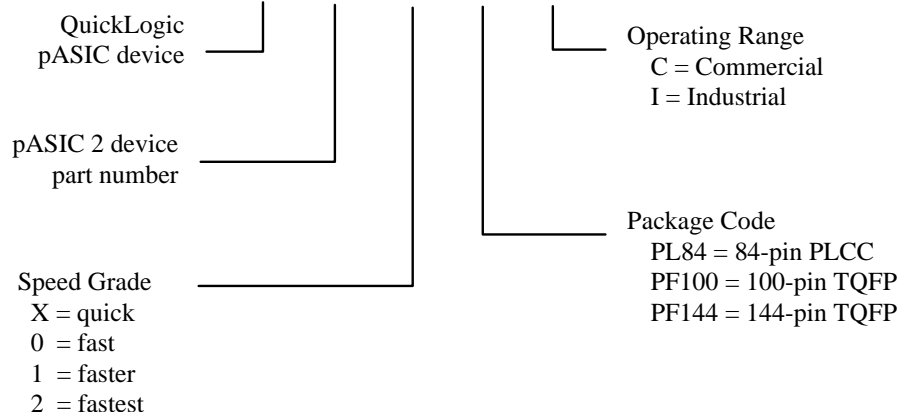 QuickLogic
pASIC device
pASIC 2 device
part number
Speed Grade
X = quick
0 = fast
1 = faster
2 = fastest
Operating Range
C = Commercial
I = Industrial
Package Code
PL84 = 84-pin PLCC
PF100 = 100-pin TQFP
PF144 = 144-pin TQFP